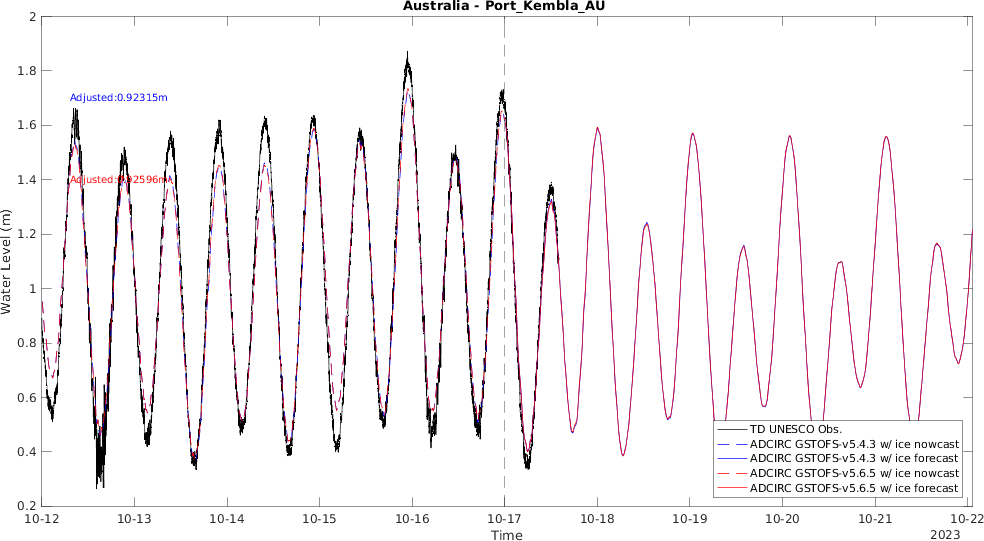 Australia - Port_Kembla_AU
2
1.8
1.6
1.4
1.2
1
0.8
0.6
0.4
0.2
Water Level (m)
Adjusted:0.92315m
Adjusted:0.92596m
TD UNESCO Obs.
ADCIRC GSTOFS-v5.4.3 w/ ice nowcast
ADCIRC GSTOFS-v5.4.3 w/ ice forecast
ADCIRC GSTOFS-v5.6.5 w/ ice nowcast
ADCIRC GSTOFS-v5.6.5 w/ ice forecast
10-12 10-13 10-14 10-15 10-16 10-17 10-18 10-19 10-20 10-21 10-22
Time
2023